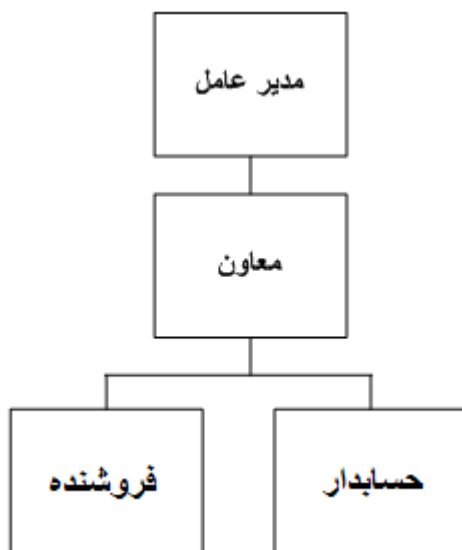 مدیر عامل
معاون
حسابدار
فروشنده